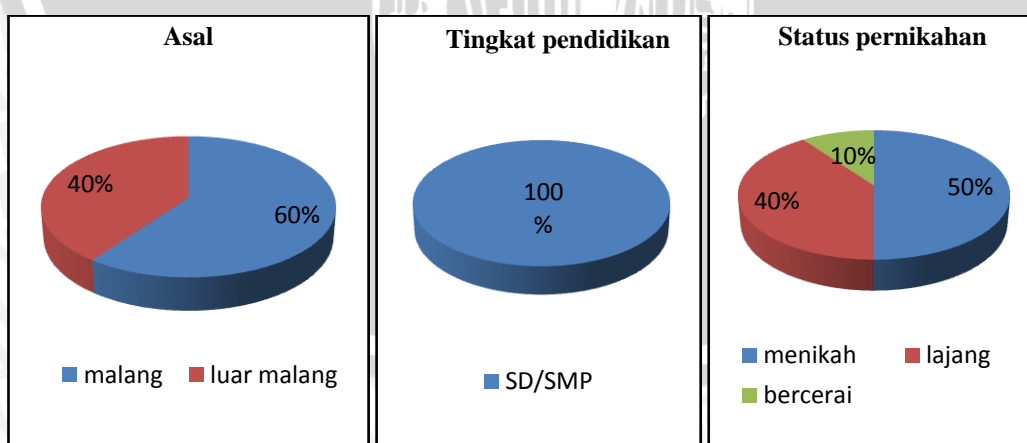 Asal
40%
60%
malang luar malang
Tingkat pendidikan
100
%
SD/SMP
Status pernikahan
10%
50%
40%
menikah lajang
bercerai